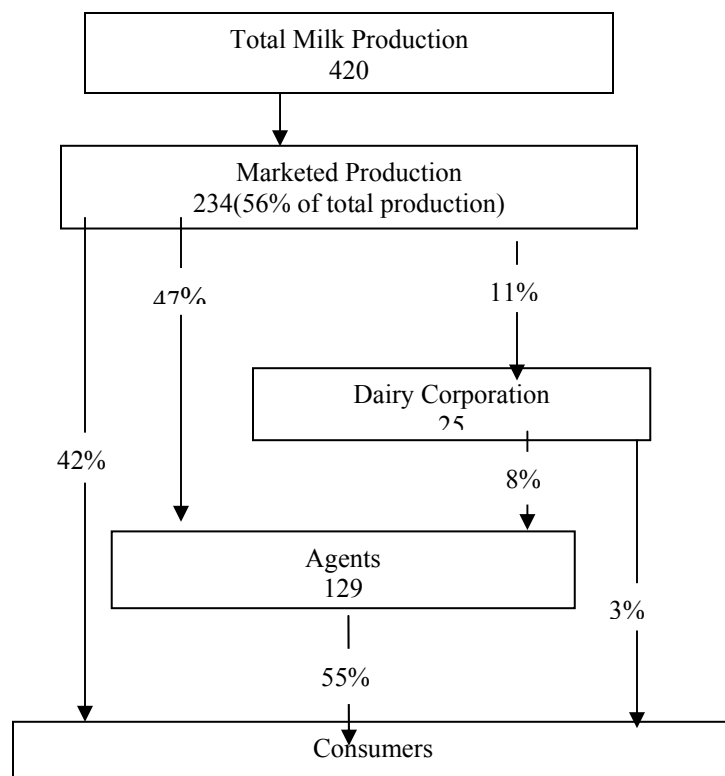 Total Milk Production
420
Marketed Production
234(56% of total production)
47%
11%
Dairy Corporation
25
42%
8%
Agents
129
3%
55%
Consumers